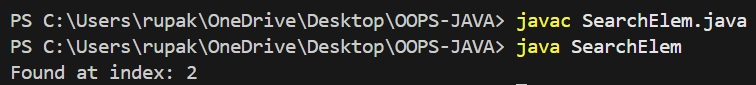 PS C:\Users\rupak\OneDrive\Desktop\OOPS-JAVA> javac SearchElem.java
PS C:\Users\rupak\OneDrive\Desktop\OOPS-JAVA> java SearchElem
Found at index: 2